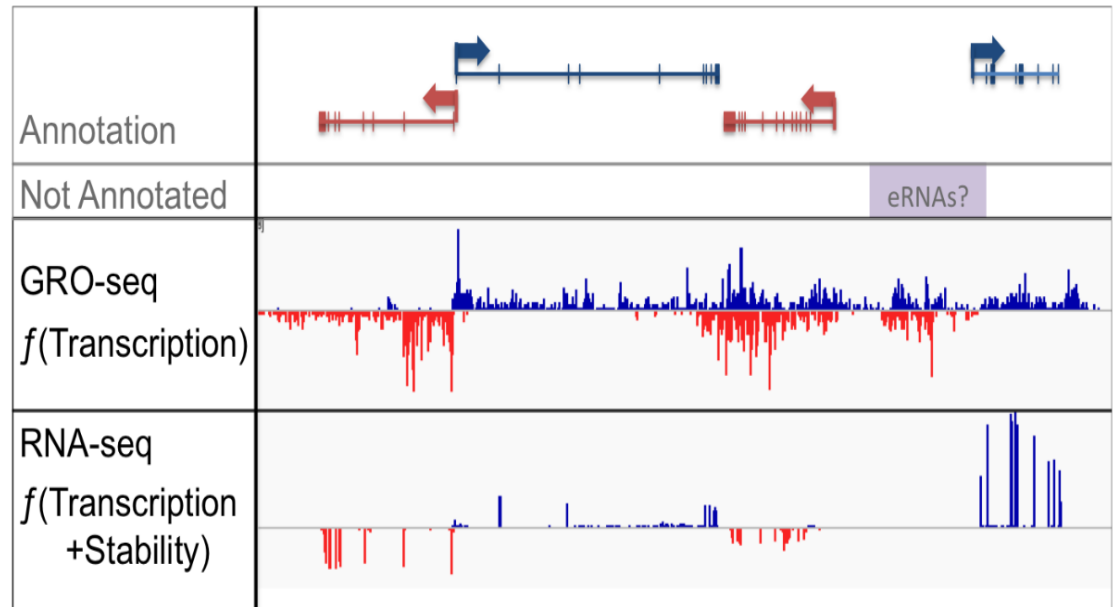 Annotation
Not Annotated
eRNAs?
GRO-seq
ƒ(Transcription)
RNA-seq
ƒ(Transcription
+Stability)